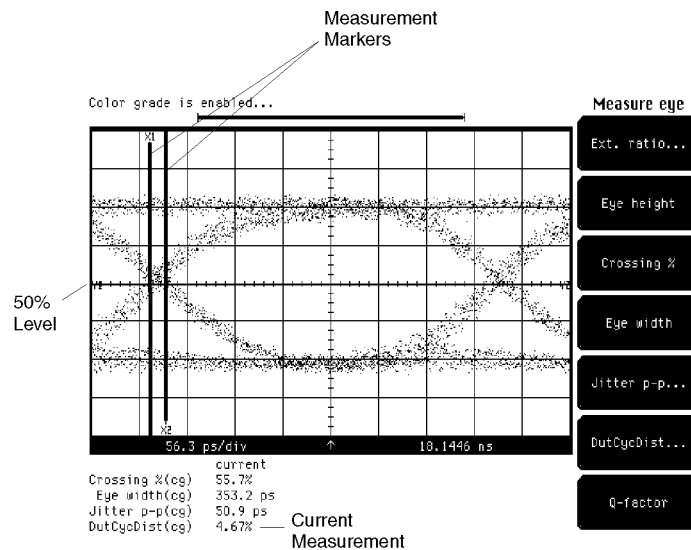 Measurement
Markers
Color grade is enabled...
Measure eye
X1
Ext. ratio...
Eye height
Crossing %
50%
Level
Eye width
Jitter p-p...
X2
56.3 ps/div ↑ 18.1446 ns
DutCycDist...
current
Crossing %(cg) 55.7%
Eye width(cg) 353.2 ps
Jitter p-p(cg) 50.9 ps
DutCycDist(cg) 4.67%
Q-factor
Current
Measurement